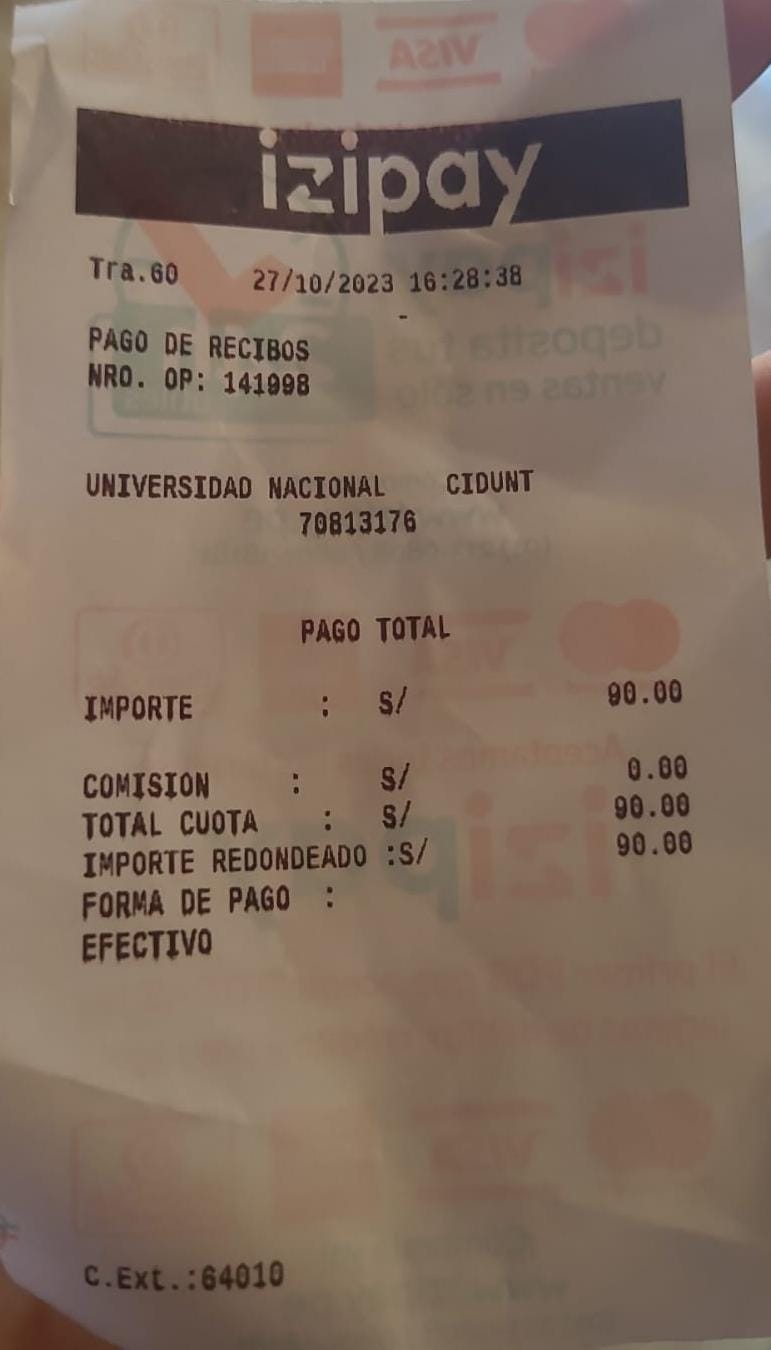 izipay
Tra.60 27/10/2023 16:28:38
-
PAGO DE RECIBOS
NRO. OP: 141998
UNIVERSIDAD NACIONAL CIDUNT
70813176
PAGO TOTAL
IMPORTE : S/ 90.00
COMISION : S/ 0.00
TOTAL CUOTA : S/ 90.00
IMPORTE REDONDEADO :S/ 90.00
FORMA DE PAGO :
EFECTIVO
C.Ext.:64010